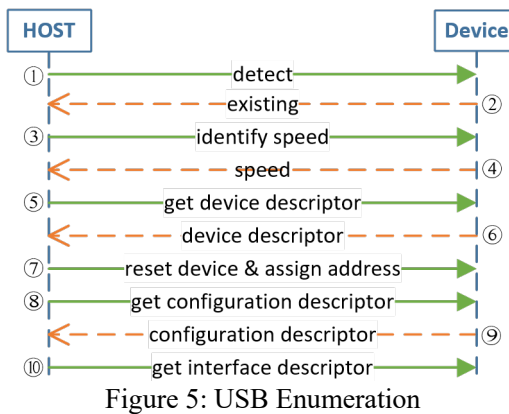 HOST Device
① detect
existing ②
③ identify speed
speed ④
⑤ get device descriptor
device descriptor ⑥
⑦ reset device & assign address
⑧ get configuration descriptor
configuration descriptor ⑨
⑩ get interface descriptor
Figure 5: USB Enumeration